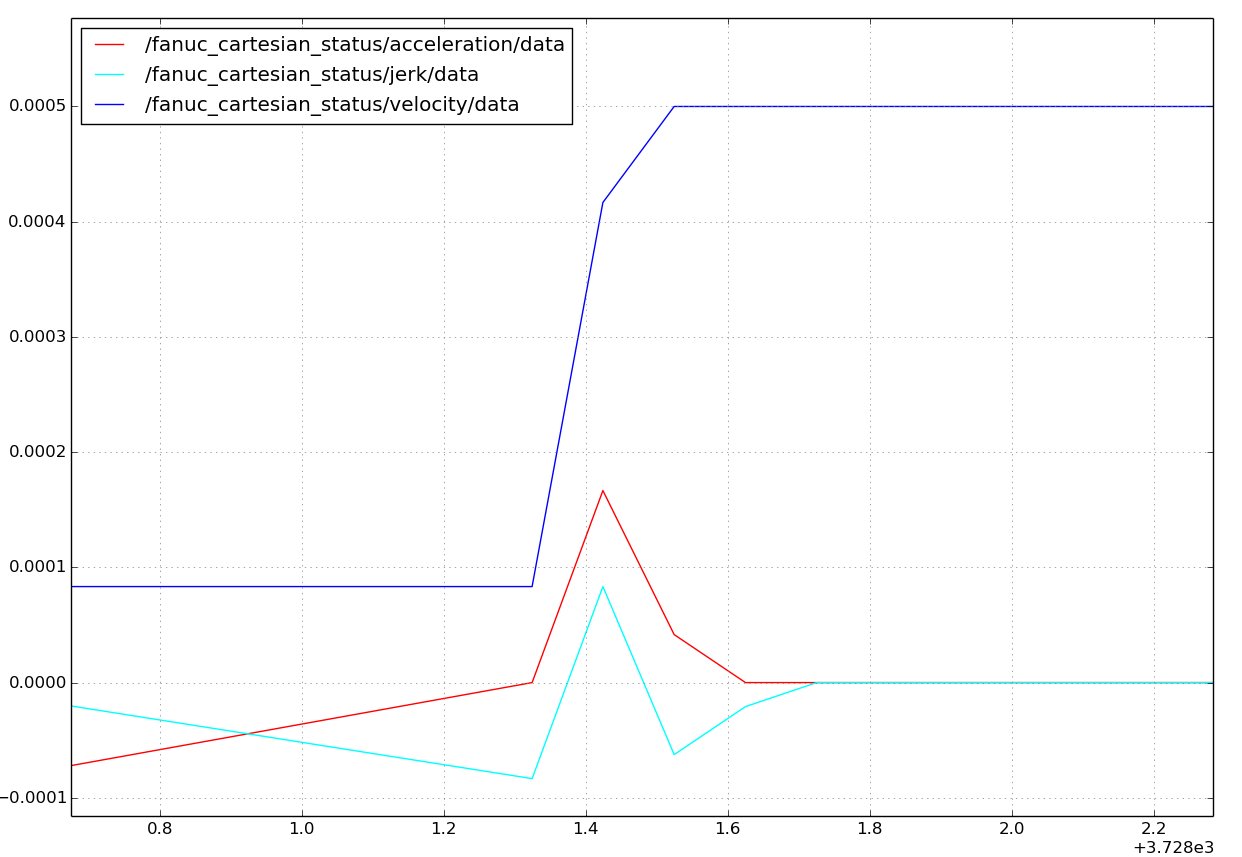 /fanuc_cartesian_status/acceleration/data
/fanuc_cartesian_status/jerk/data
/fanuc_cartesian_status/velocity/data
0.0005
0.0004
0.0003
0.0002
0.0001
0.0000
−0.0001
0.8 1.0 1.2 1.4 1.6 1.8 2.0 2.2
+3.728e3